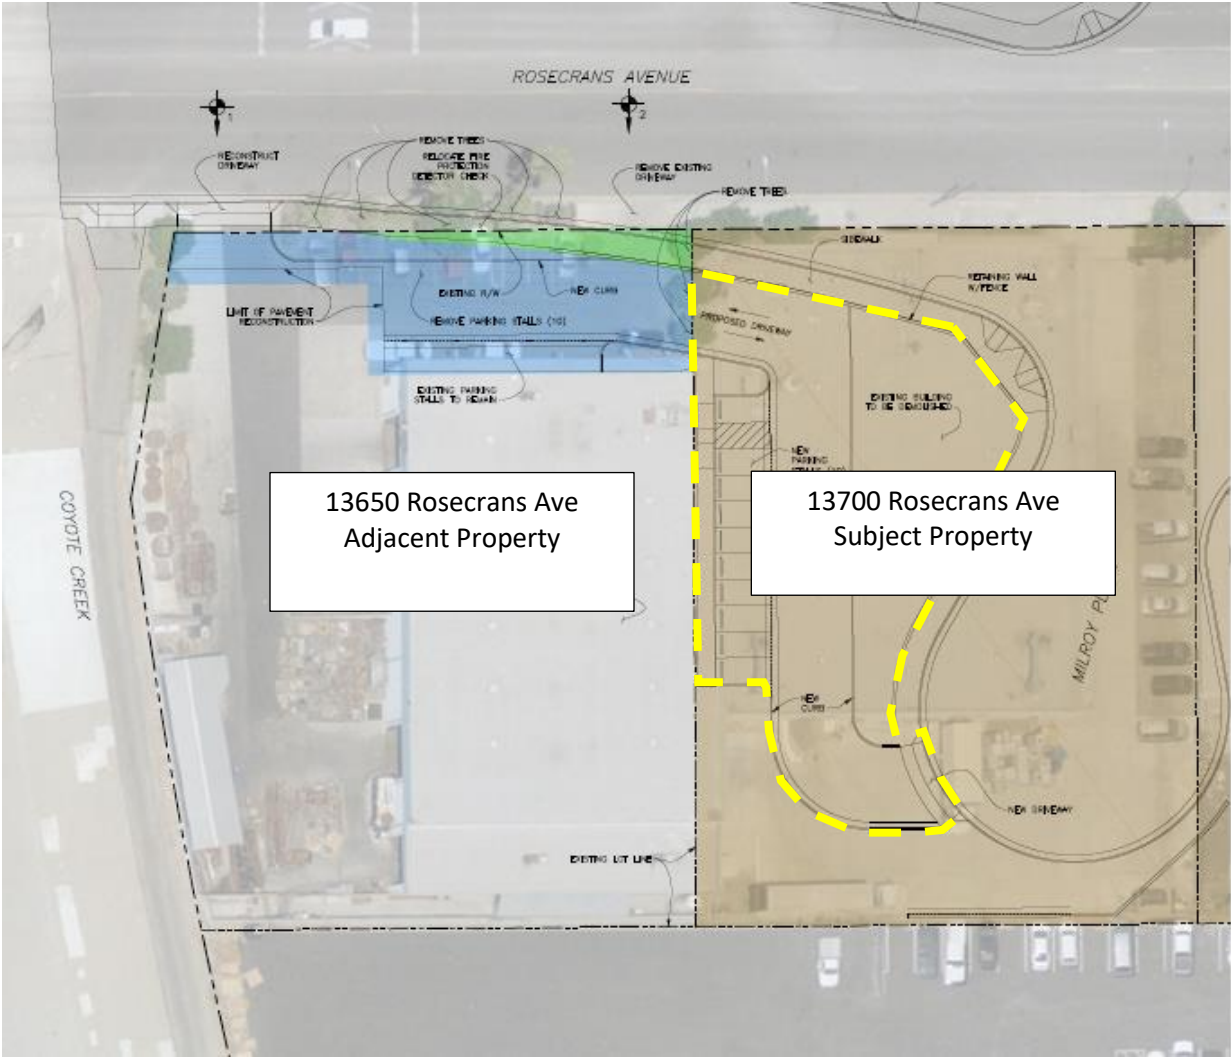 ROSECRANS AVENUE
1
2
RECONSTRUCT
DRIVEWAY
REMOVE TREES
RELOCATE FIRE
PROTECTION
DETECTOR CHECK
REMOVE EXISTING
DRIVEWAY
REMOVE TREES
SIDEWALK
RETAINING WALL
W/FENCE
EXISTING R/W
NEW CURB
LIMIT OF PAVEMENT
RECONSTRUCTION
REMOVE PARKING STALLS (10)
PROPOSED DRIVEWAY
EXISTING PARKING
STALLS TO REMAIN
EXISTING BUILDING
TO BE DEMOLISHED
NEW
PARKING
13650 Rosecrans Ave
Adjacent Property
13700 Rosecrans Ave
Subject Property
COYOTE CREEK
MILROY
NEW
CURB
NEW DRIVEWAY
EXISTING LOT LINE